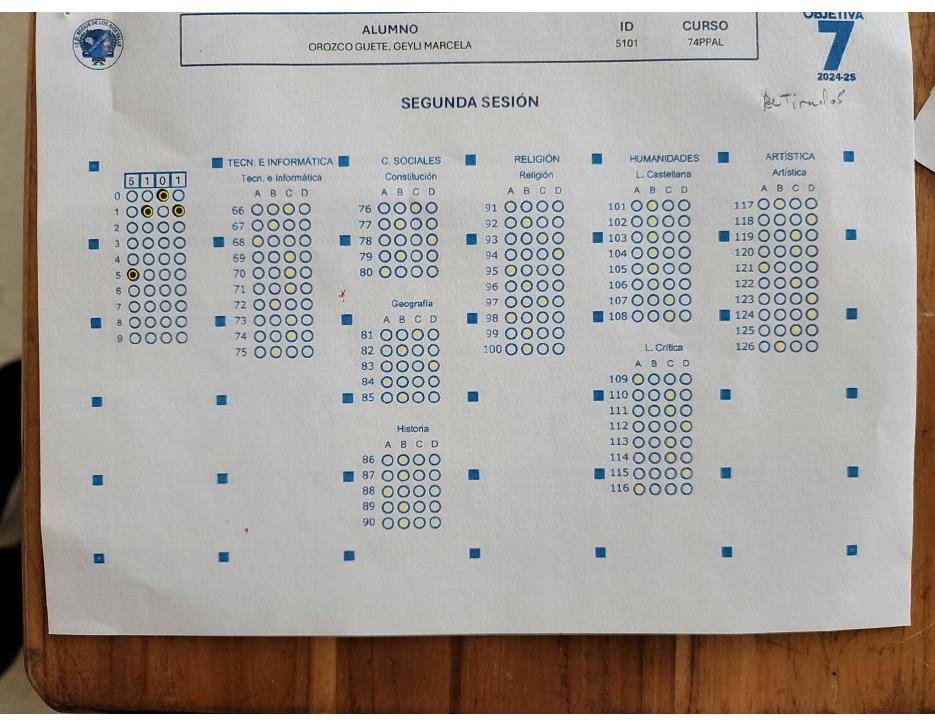 ALUMNO ID CURSO
OROZCO GUETE, GEYLI MARCELA 5101 74PPAL
OBJETIVA
7
2024-2S
SEGUNDA SESIÓN
Retirados
5 1 0 1
0
1
2
3
4
5
6
7
8
9
TECN. E INFORMÁTICA
Tecn. e Informática
A B C D
66
67
68
69
70
71
72
73
74
75
C. SOCIALES
Constitución
A B C D
76
77
78
79
80
Geografía
A B C D
81
82
83
84
85
Historia
A B C D
86
87
88
89
90
RELIGIÓN
Religión
A B C D
91
92
93
94
95
96
97
98
99
100
HUMANIDADES
L. Castellana
A B C D
101
102
103
104
105
106
107
108
L. Crítica
A B C D
109
110
111
112
113
114
115
116
ARTÍSTICA
Artística
A B C D
117
118
119
120
121
122
123
124
125
126